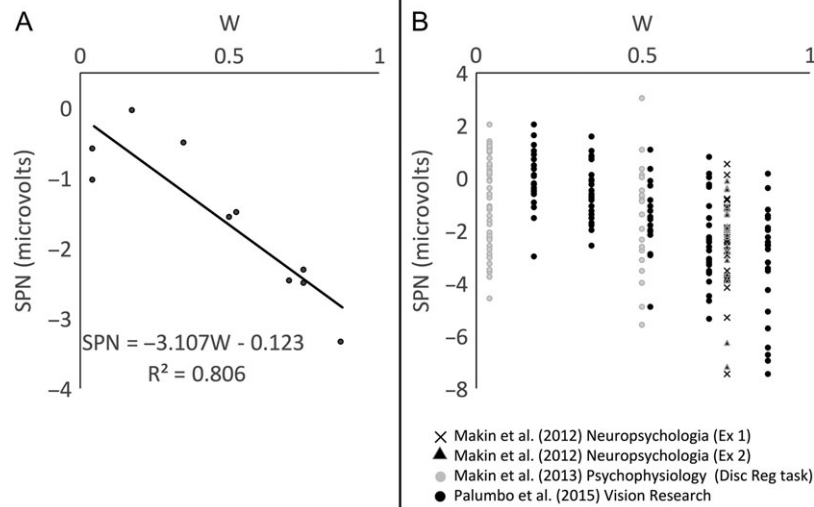 A
W
0 0.5 1
0
−1
−2
−3
−4
SPN (microvolts)
SPN = −3.107W - 0.123
R² = 0.806
B
W
0 0.5 1
4
2
0
−2
−4
−6
−8
SPN (microvolts)
Makin et al. (2012) Neuropsychologia (Ex 1)
Makin et al. (2012) Neuropsychologia (Ex 2)
Makin et al. (2013) Psychophysiology (Disc Reg task)
Palumbo et al. (2015) Vision Research